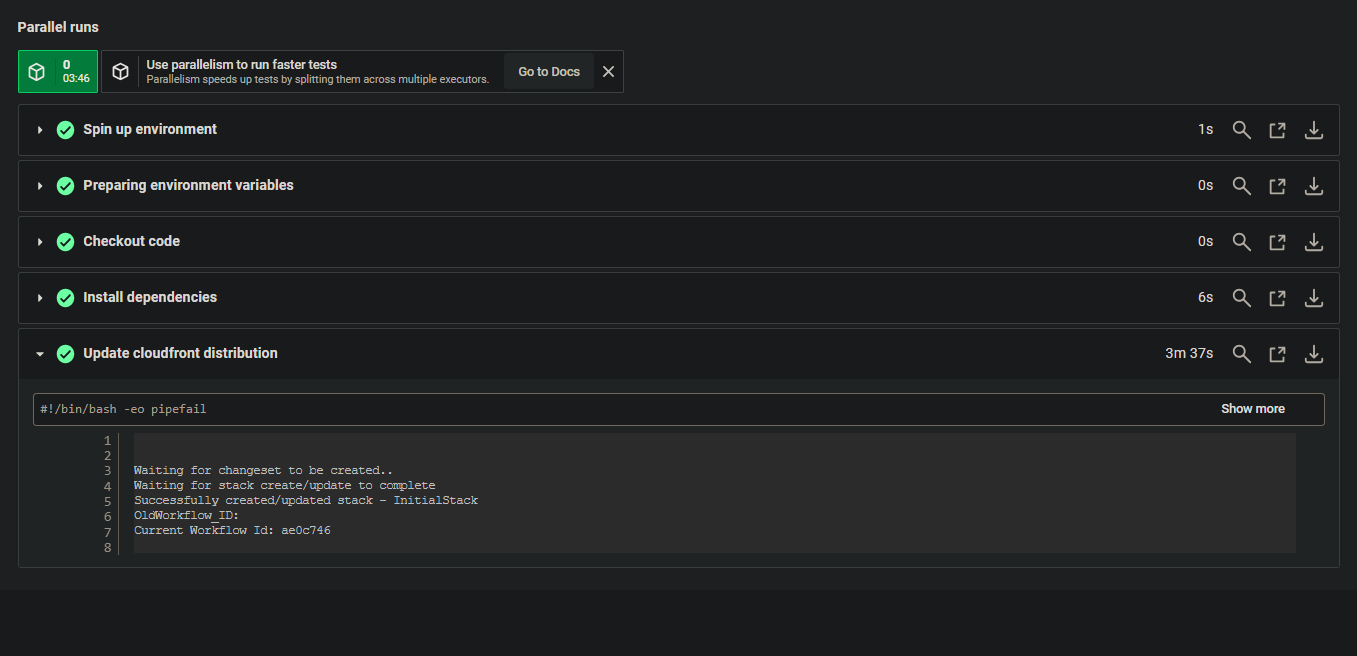 Parallel runs
0
03:46
Use parallelism to run faster tests
Parallelism speeds up tests by splitting them across multiple executors.
Go to Docs
Spin up environment 1s
Preparing environment variables 0s
Checkout code 0s
Install dependencies 6s
Update cloudfront distribution 3m 37s
#!/bin/bash -eo pipefail Show more
1
2
3 Waiting for changeset to be created..
4 Waiting for stack create/update to complete
5 Successfully created/updated stack - InitialStack
6 OldWorkflow_ID:
7 Current Workflow Id: ae0c746
8